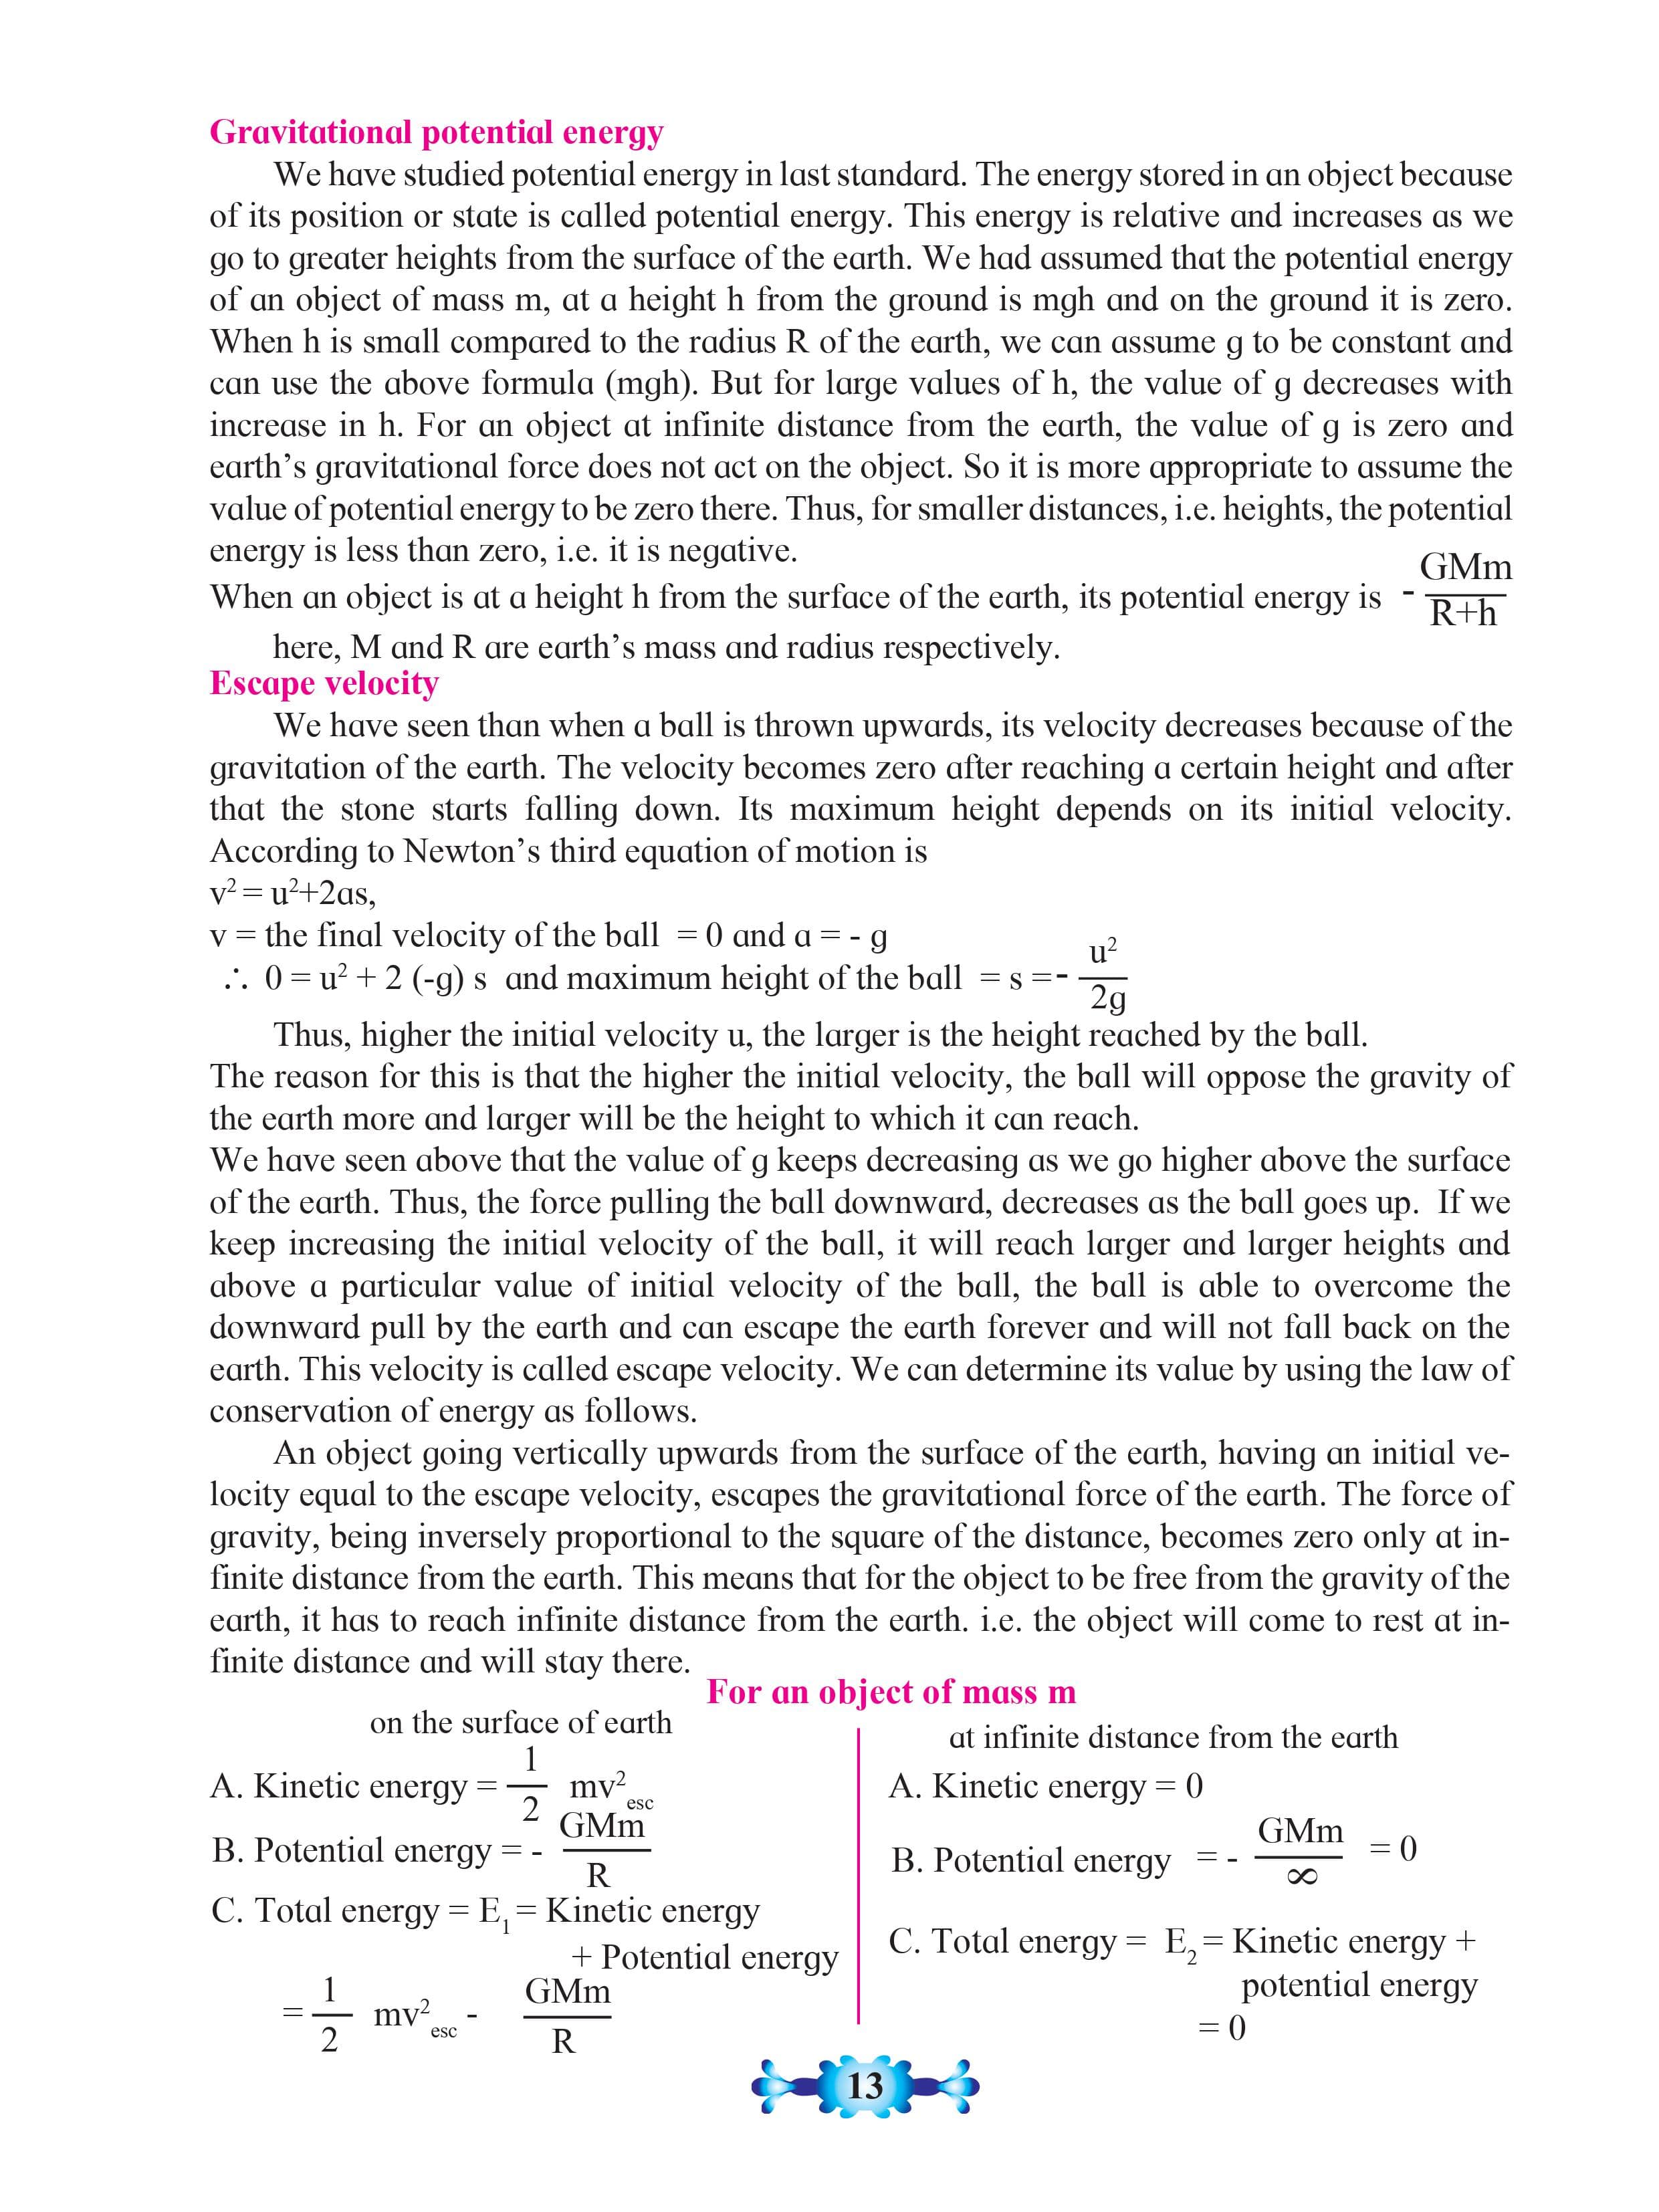 Gravitational potential energy
We have studied potential energy in last standard. The energy stored in an object because
of its position or state is called potential energy. This energy is relative and increases as we
go to greater heights from the surface of the earth. We had assumed that the potential energy
of an object of mass m, at a height h from the ground is mgh and on the ground it is zero.
When h is small compared to the radius R of the earth, we can assume g to be constant and
can use the above formula (mgh). But for large values of h, the value of g decreases with
increase in h. For an object at infinite distance from the earth, the value of g is zero and
earth’s gravitational force does not act on the object. So it is more appropriate to assume the
value of potential energy to be zero there. Thus, for smaller distances, i.e. heights, the potential
energy is less than zero, i.e. it is negative.
When an object is at a height h from the surface of the earth, its potential energy is - GMm/R+h
here, M and R are earth’s mass and radius respectively.
Escape velocity
We have seen than when a ball is thrown upwards, its velocity decreases because of the
gravitation of the earth. The velocity becomes zero after reaching a certain height and after
that the stone starts falling down. Its maximum height depends on its initial velocity.
According to Newton’s third equation of motion is
v² = u²+2as,
v = the final velocity of the ball = 0 and a = - g
∴ 0 = u² + 2 (-g) s and maximum height of the ball = s = - u²/2g
Thus, higher the initial velocity u, the larger is the height reached by the ball.
The reason for this is that the higher the initial velocity, the ball will oppose the gravity of
the earth more and larger will be the height to which it can reach.
We have seen above that the value of g keeps decreasing as we go higher above the surface
of the earth. Thus, the force pulling the ball downward, decreases as the ball goes up. If we
keep increasing the initial velocity of the ball, it will reach larger and larger heights and
above a particular value of initial velocity of the ball, the ball is able to overcome the
downward pull by the earth and can escape the earth forever and will not fall back on the
earth. This velocity is called escape velocity. We can determine its value by using the law of
conservation of energy as follows.
An object going vertically upwards from the surface of the earth, having an initial ve-
locity equal to the escape velocity, escapes the gravitational force of the earth. The force of
gravity, being inversely proportional to the square of the distance, becomes zero only at in-
finite distance from the earth. This means that for the object to be free from the gravity of the
earth, it has to reach infinite distance from the earth. i.e. the object will come to rest at in-
finite distance and will stay there.
For an object of mass m
on the surface of earth
A. Kinetic energy = 1/2 mv²esc
B. Potential energy = - GMm/R
C. Total energy = E₁ = Kinetic energy
+ Potential energy
= 1/2 mv²esc - GMm/R
at infinite distance from the earth
A. Kinetic energy = 0
B. Potential energy = - GMm/∞ = 0
C. Total energy = E₂ = Kinetic energy +
potential energy
= 0
13